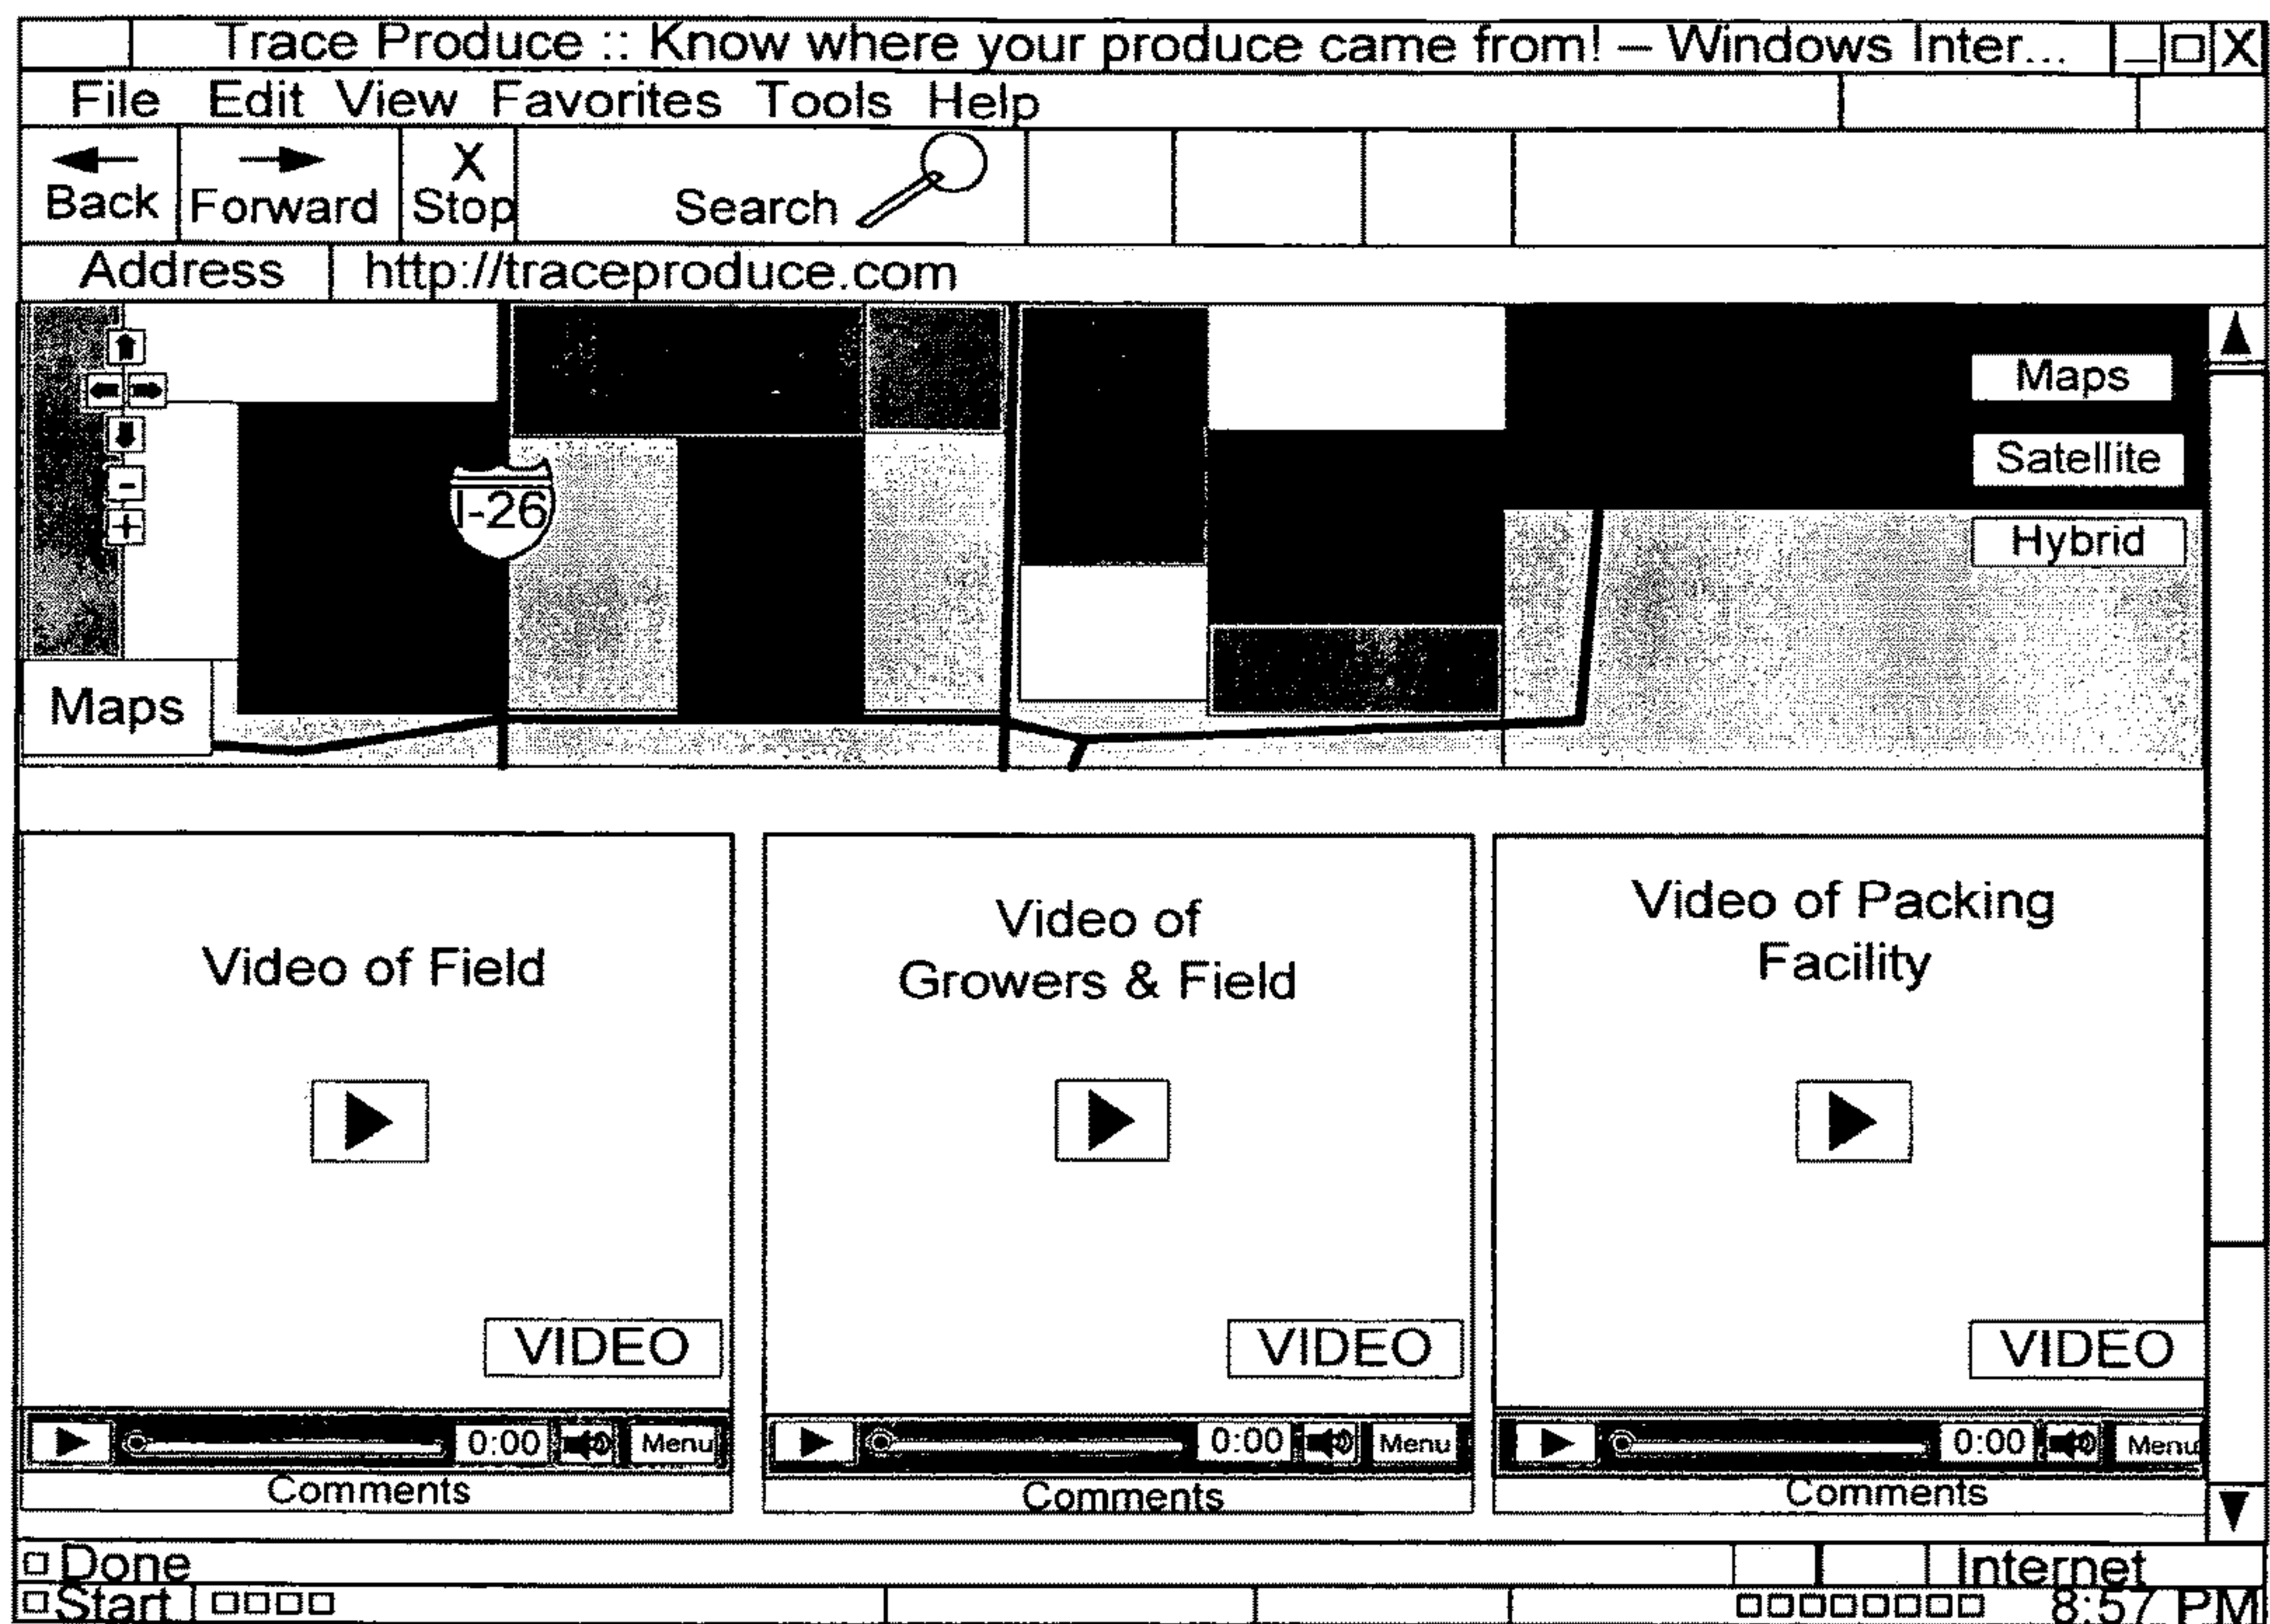 Trace Produce :: Know where your produce came from! – Windows Inter... _ □ X
File Edit View Favorites Tools Help
X
Back Forward Stop Search
Address http://traceproduce.com
Maps
Satellite
-
I-26
+
Hybrid
Maps
Video of Field
Video of
Growers & Field
Video of Packing
Facility
VIDEO VIDEO VIDEO
0:00 Menu 0:00 Menu 0:00 Menu
Comments Comments Comments
Done Internet
Start 8:57 PM